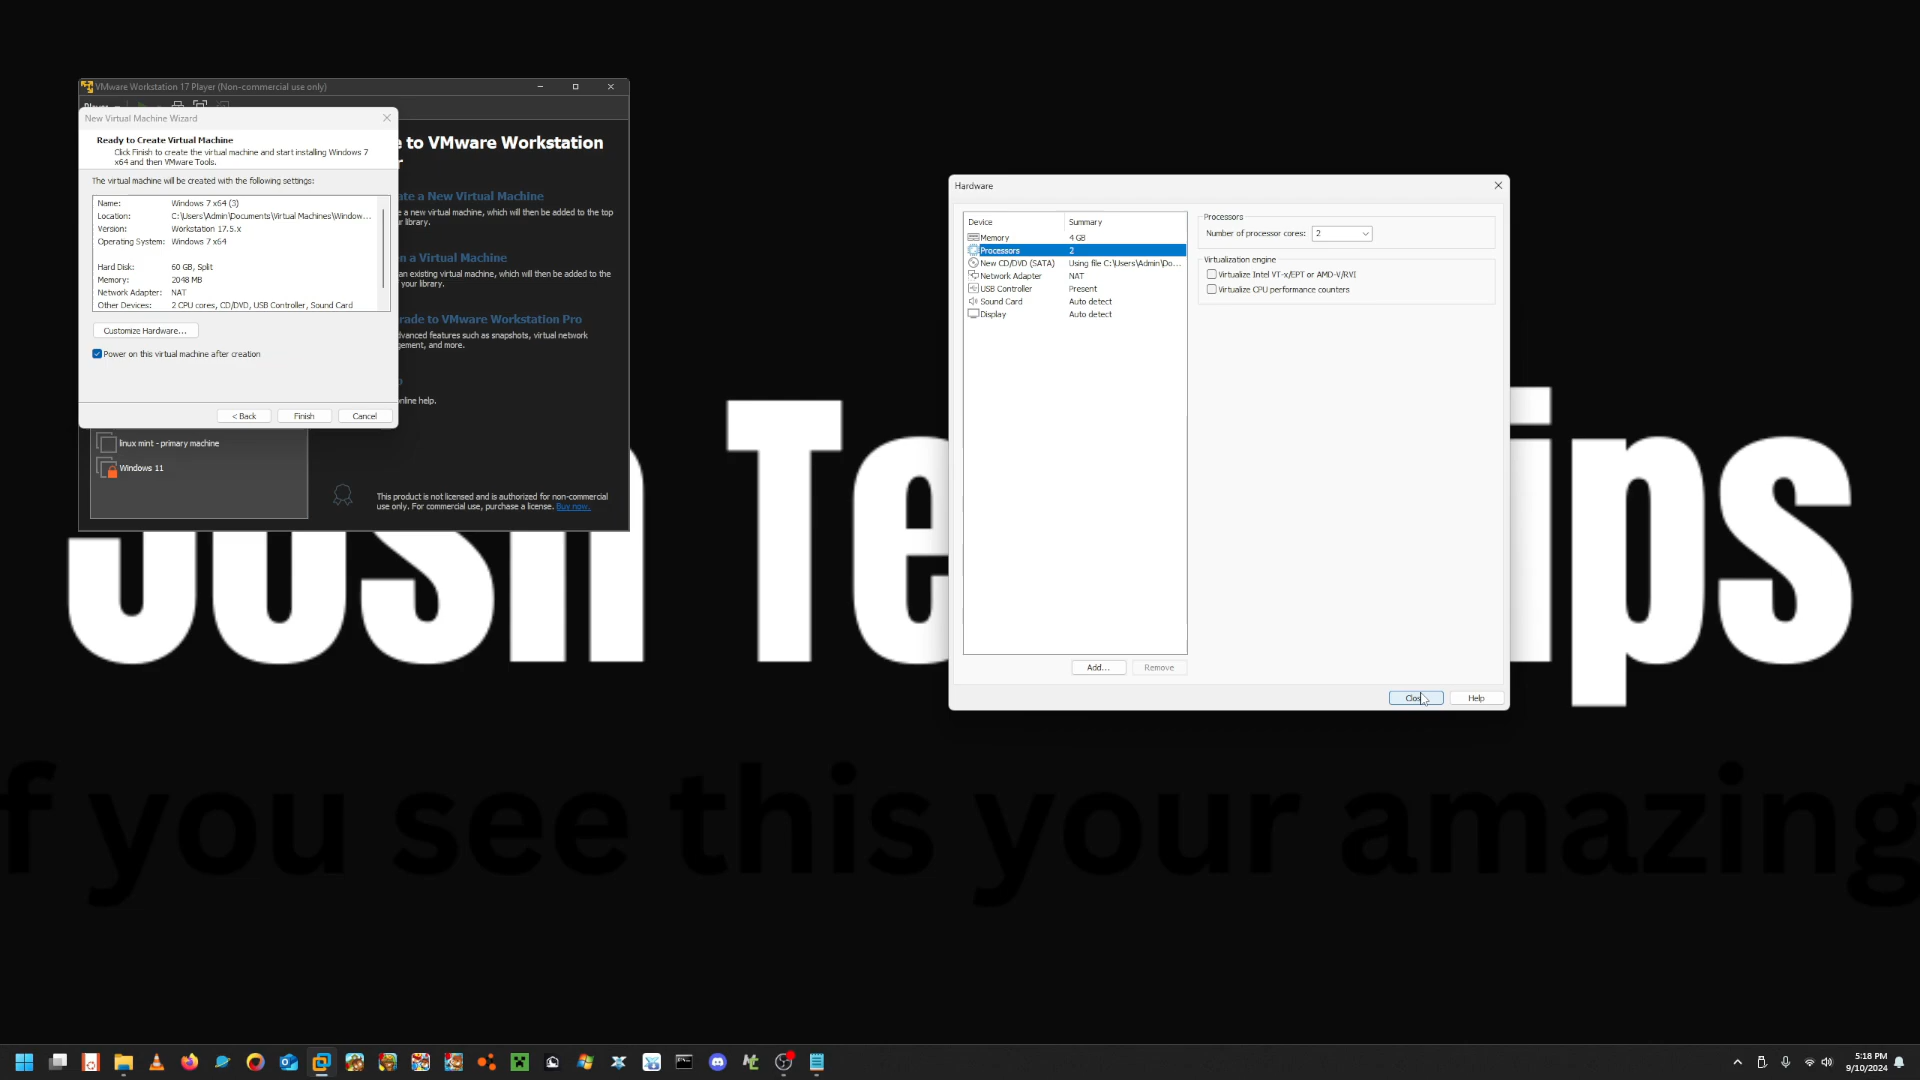 VMware Workstation 17 Player (Non-commercial use only)
New Virtual Machine Wizard
Ready to Create Virtual Machine
Click Finish to create the virtual machine and start installing Windows 7
x64 and then VMware Tools.
The virtual machine will be created with the following settings:
Name: Windows 7 x64 (3)
Location: C:\Users\Admin\Documents\Virtual Machines\Window...
Version: Workstation 17.5.x
Operating System: Windows 7 x64
Hard Disk: 60 GB, Split
Memory: 2048 MB
Network Adapter: NAT
Other Devices: 2 CPU cores, CD/DVD, USB Controller, Sound Card
Customize Hardware...
Power on this virtual machine after creation
< Back Finish Cancel
e to VMware Workstation
r
ate a New Virtual Machine
e a new virtual machine, which will then be added to the top
ur library.
n a Virtual Machine
an existing virtual machine, which will then be added to the
your library.
rade to VMware Workstation Pro
dvanced features such as snapshots, virtual network
gement, and more.
p
nline help.
linux mint - primary machine
Windows 11
This product is not licensed and is authorized for non-commercial
use only. For commercial use, purchase a license. Buy now.
Hardware
Device Summary
Memory 4 GB
Processors 2
New CD/DVD (SATA) Using file C:\Users\Admin\Do...
Network Adapter NAT
USB Controller Present
Sound Card Auto detect
Display Auto detect
Add... Remove
Processors
Number of processor cores: 2
Virtualization engine
Virtualize Intel VT-x/EPT or AMD-V/RVI
Virtualize CPU performance counters
Clos Help
Josh Te ips
f you see this your amazing
5:18 PM
9/10/2024